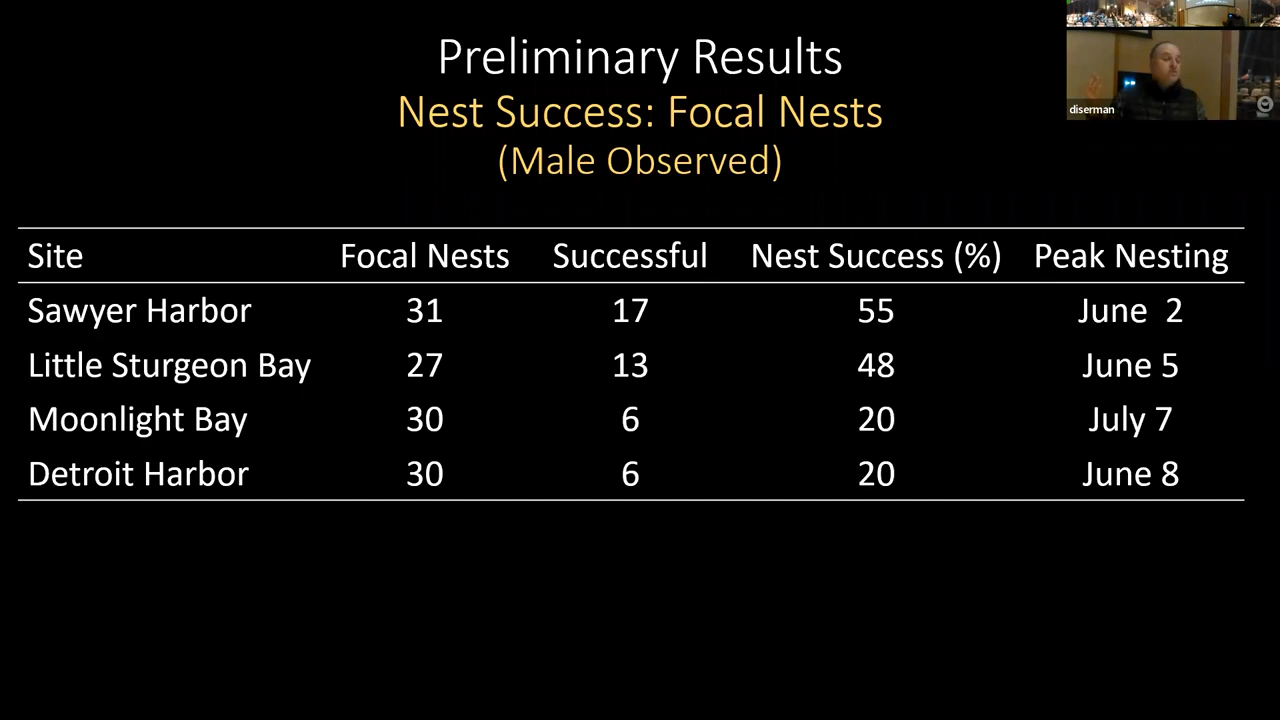 Preliminary Results
Nest Success: Focal Nests
(Male Observed)
diserman
Site Focal Nests Successful Nest Success (%) Peak Nesting
Sawyer Harbor 31 17 55 June 2
Little Sturgeon Bay 27 13 48 June 5
Moonlight Bay 30 6 20 July 7
Detroit Harbor 30 6 20 June 8